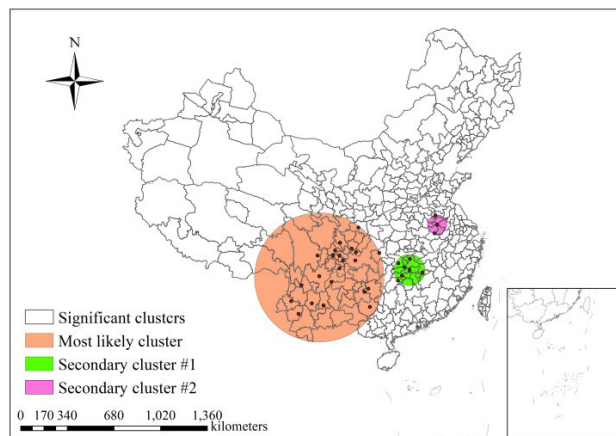 N
Significant clusters
Most likely cluster
Secondary cluster #1
Secondary cluster #2
0 170 340 680 1,020 1,360
kilometers